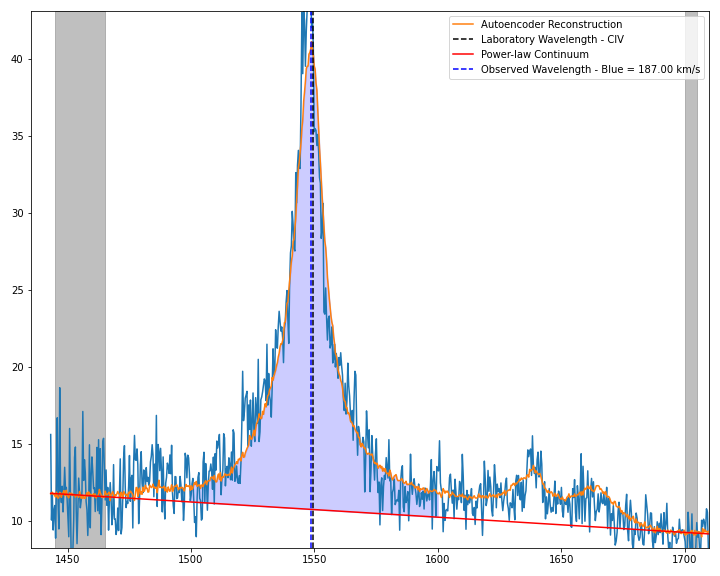 Autoencoder Reconstruction
Laboratory Wavelength - CIV
Power-law Continuum
Observed Wavelength - Blue = 187.00 km/s
40
35
30
25
20
15
10
1450 1500 1550 1600 1650 1700